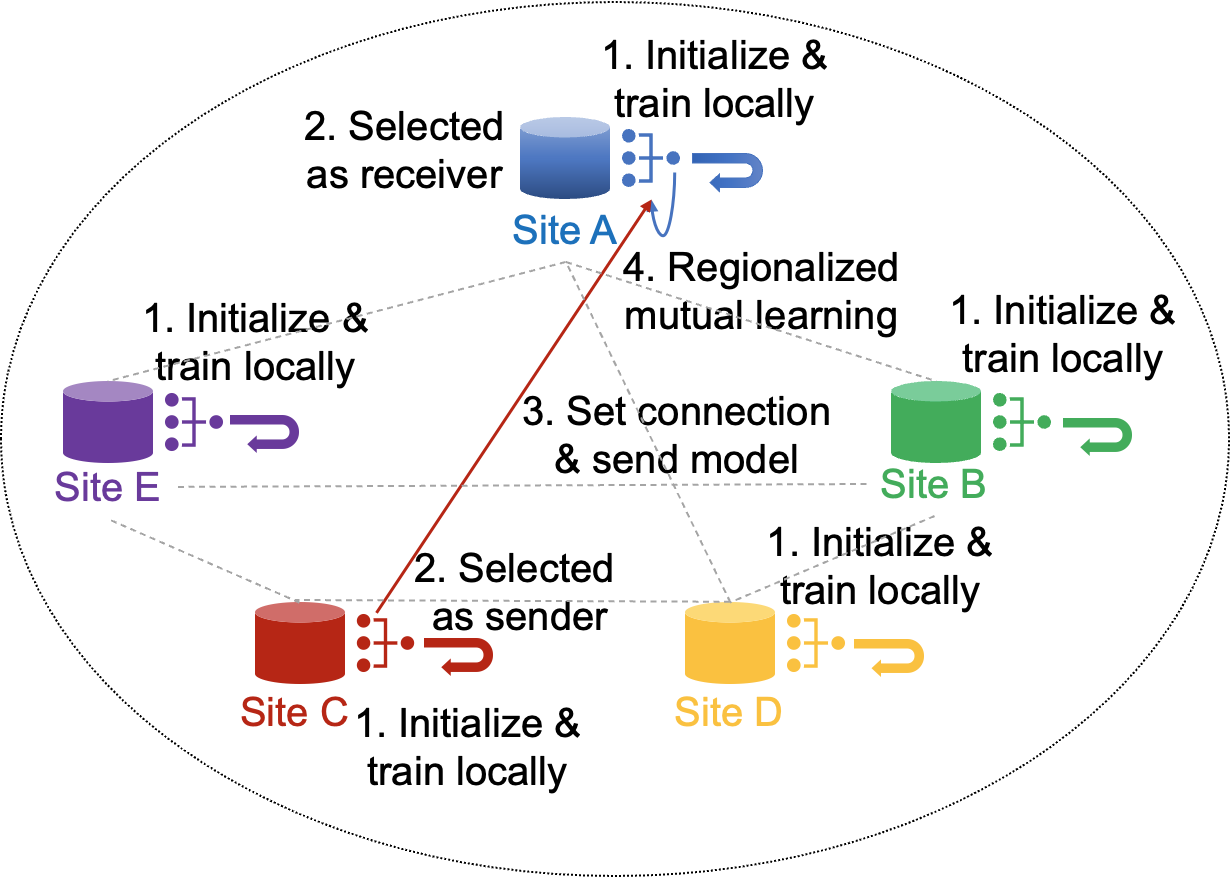 1. Initialize &
train locally
2. Selected
as receiver
Site A
4. Regionalized
mutual learning
1. Initialize &
train locally
1. Initialize &
train locally
3. Set connection
& send model
Site E
Site B
1. Initialize &
train locally
2. Selected
as sender
Site C
Site D
1. Initialize &
train locally